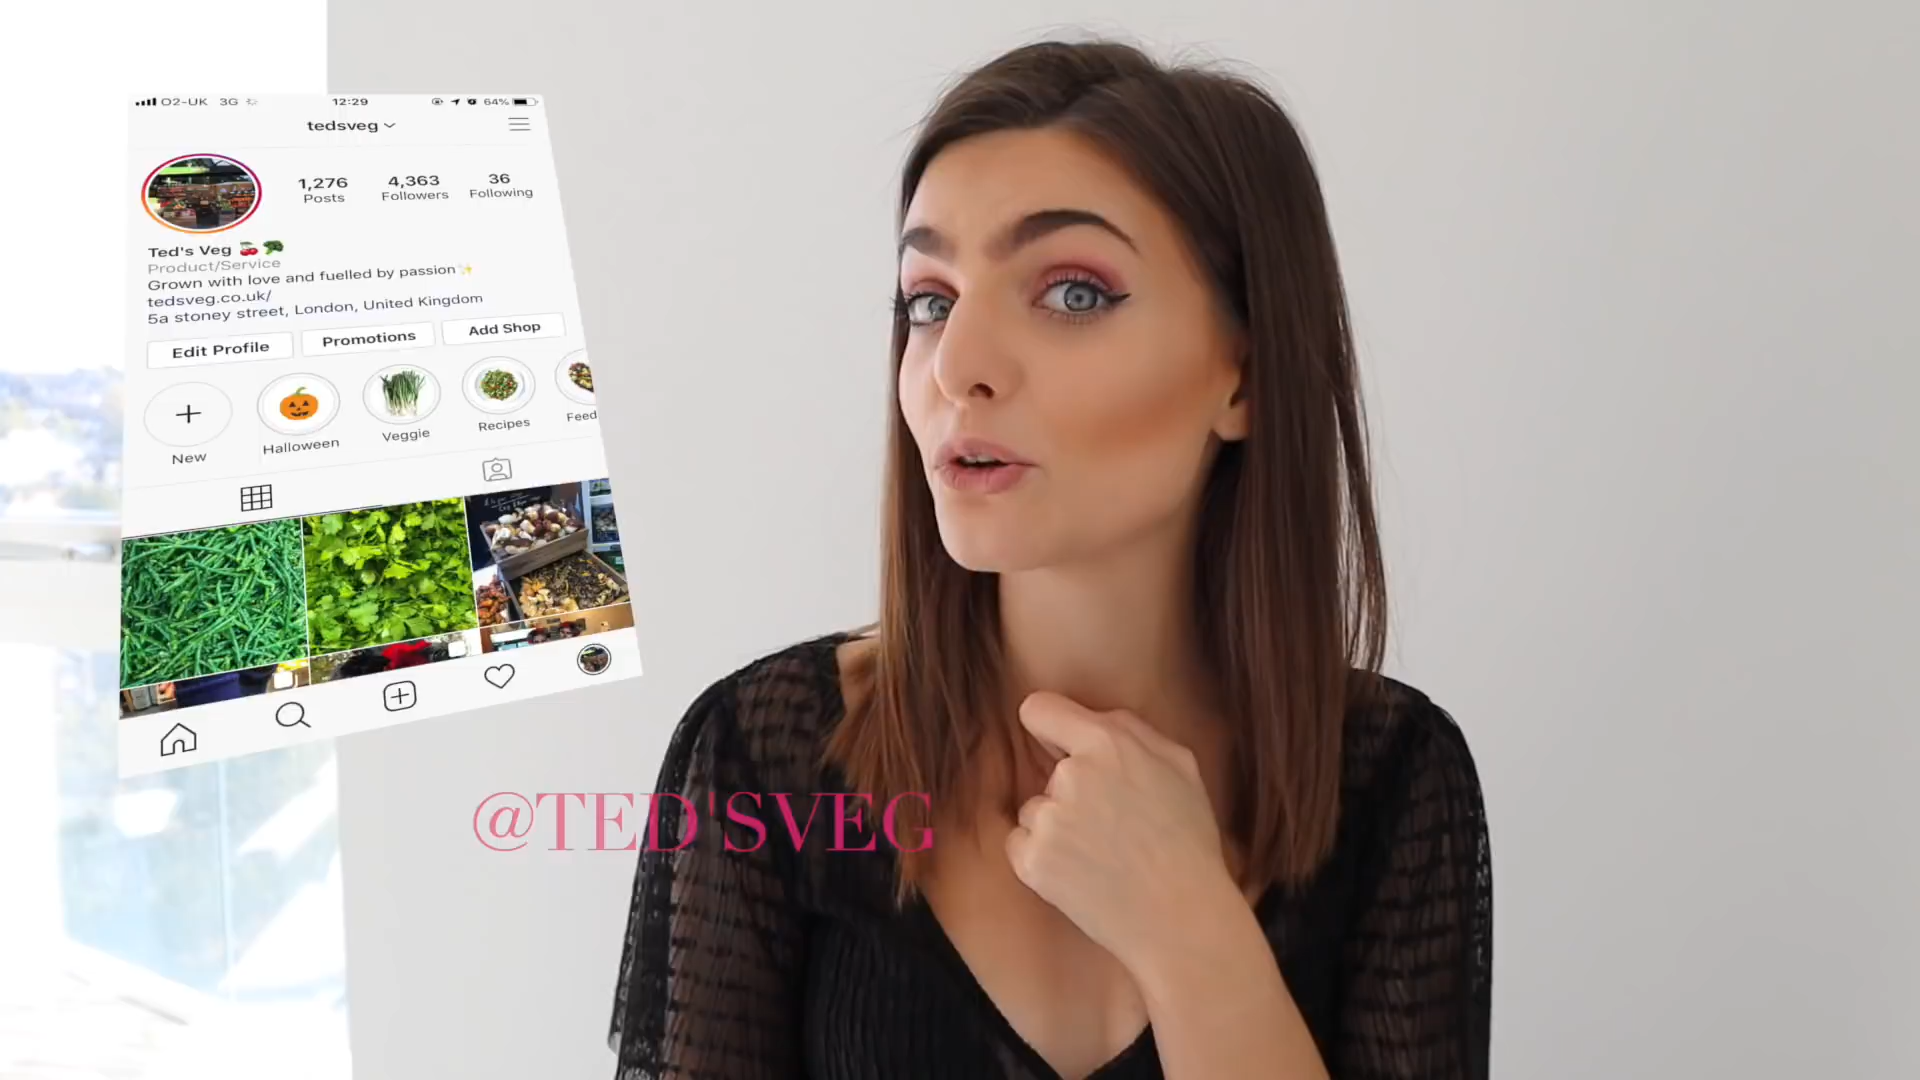 O2-UK 3G 12:29 64%
tedsveg
1,276 4,363 36
Posts Followers Following
Ted's Veg
Product/Service
Grown with love and fuelled by passion
tedsveg.co.uk/
5a stoney street, London, United Kingdom
Edit Profile Promotions Add Shop
New Halloween Veggie Recipes Feed
@TED'SVEG